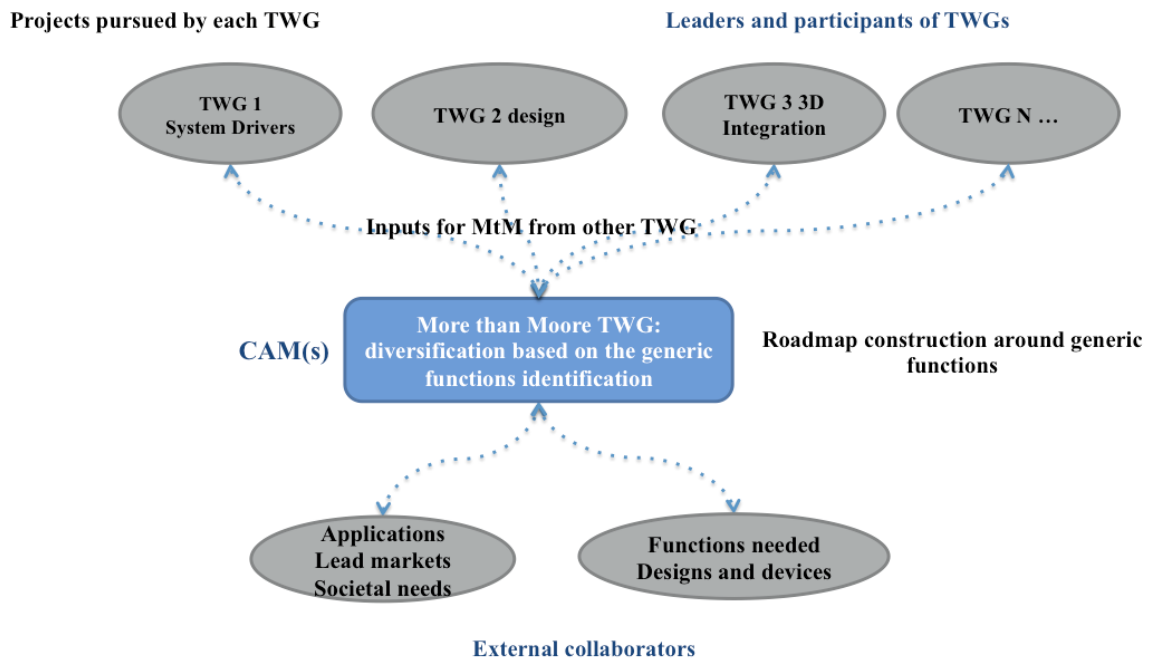 Projects pursued by each TWG
Leaders and participants of TWGs
TWG 1
System Drivers
TWG 2 design
TWG 3 3D
Integration
TWG N …
Inputs for MtM from other TWG
CAM(s)
More than Moore TWG:
diversification based on the generic
functions identification
Roadmap construction around generic
functions
Applications
Lead markets
Societal needs
Functions needed
Designs and devices
External collaborators